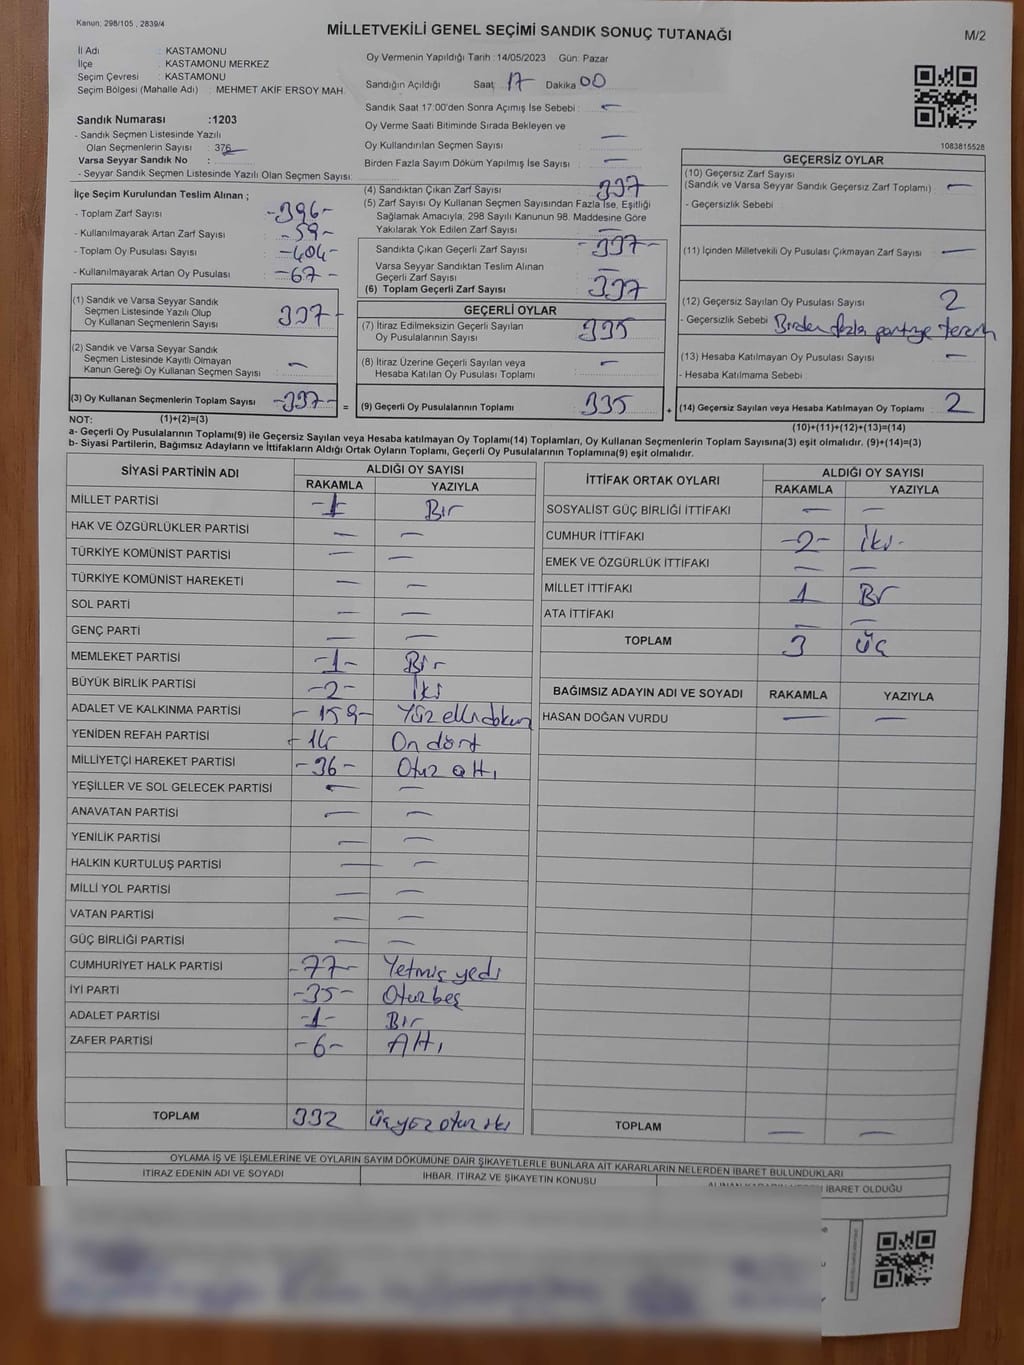 Kanun: 298/105 , 2839/4
MİLLETVEKİLİ GENEL SEÇİMİ SANDIK SONUÇ TUTANAĞI
M/2
İl Adı : KASTAMONU
İlçe : KASTAMONU MERKEZ
Seçim Çevresi : KASTAMONU
Seçim Bölgesi (Mahalle Adı) : MEHMET AKİF ERSOY MAH.
Sandık Numarası :1203
- Sandık Seçmen Listesinde Yazılı
Olan Seçmenlerin Sayısı : 376
Varsa Seyyar Sandık No :
- Seyyar Sandık Seçmen Listesinde Yazılı Olan Seçmen Sayısı:
Oy Vermenin Yapıldığı Tarih :14/05/2023 Gün: Pazar
Sandığın Açıldığı Saat 17 Dakika 00
Sandık Saat 17:00'den Sonra Açılmış İse Sebebi : —
Oy Verme Saati Bitiminde Sırada Bekleyen ve
Oy Kullandırılan Seçmen Sayısı : —
Birden Fazla Sayım Döküm Yapılmış İse Sayısı : —
1083815528
İlçe Seçim Kurulundan Teslim Alınan ;
- Toplam Zarf Sayısı : -396-
- Kullanılmayarak Artan Zarf Sayısı : -59-
- Toplam Oy Pusulası Sayısı : -404-
- Kullanılmayarak Artan Oy Pusulası : -67-
(1) Sandık ve Varsa Seyyar Sandık
Seçmen Listesinde Yazılı Olup
Oy Kullanan Seçmenlerin Sayısı : 337-
(2) Sandık ve Varsa Seyyar Sandık
Seçmen Listesinde Kayıtlı Olmayan
Kanun Gereği Oy Kullanan Seçmen Sayısı : —
(3) Oy Kullanan Seçmenlerin Toplam Sayısı -337- =
(1)+(2)=(3)
(4) Sandıktan Çıkan Zarf Sayısı : 337
(5) Zarf Sayısı Oy Kullanan Seçmen Sayısından Fazla İse, Eşitliği
Sağlamak Amacıyla, 298 Sayılı Kanunun 98. Maddesine Göre
Yakılarak Yok Edilen Zarf Sayısı : —
Sandıkta Çıkan Geçerli Zarf Sayısı : -337-
Varsa Seyyar Sandıktan Teslim Alınan
Geçerli Zarf Sayısı : —
(6) Toplam Geçerli Zarf Sayısı : 337
GEÇERLİ OYLAR
(7) İtiraz Edilmeksizin Geçerli Sayılan
Oy Pusulalarının Sayısı : 335
(8) İtiraz Üzerine Geçerli Sayılan veya
Hesaba Katılan Oy Pusulası Toplamı : —
(9) Geçerli Oy Pusulalarının Toplamı : 335 +
GEÇERSİZ OYLAR
(10) Geçersiz Zarf Sayısı
(Sandık ve Varsa Seyyar Sandık Geçersiz Zarf Toplamı) : —
- Geçersizlik Sebebi :
(11) İçinden Milletvekili Oy Pusulası Çıkmayan Zarf Sayısı : —
(12) Geçersiz Sayılan Oy Pusulası Sayısı : 2
- Geçersizlik Sebebi : Birden fazla partiye
(13) Hesaba Katılmayan Oy Pusulası Sayısı : —
- Hesaba Katılmama Sebebi :
(14) Geçersiz Sayılan veya Hesaba Katılmayan Oy Toplamı 2
(10)+(11)+(12)+(13)=(14)
NOT:
a- Geçerli Oy Pusulalarının Toplamı(9) ile Geçersiz Sayılan veya Hesaba katılmayan Oy Toplamı(14) Toplamları, Oy Kullanan Seçmenlerin Toplam Sayısına(3) eşit olmalıdır. (9)+(14)=(3)
b- Siyasi Partilerin, Bağımsız Adayların ve İttifakların Aldığı Ortak Oyların Toplamı, Geçerli Oy Pusulalarının Toplamına(9) eşit olmalıdır.
SİYASİ PARTİNİN ADI ALDIĞI OY SAYISI
RAKAMLA YAZIYLA
MİLLET PARTİSİ -1- Bir
HAK VE ÖZGÜRLÜKLER PARTİSİ — —
TÜRKİYE KOMÜNİST PARTİSİ — —
TÜRKİYE KOMÜNİST HAREKETİ — —
SOL PARTİ — —
GENÇ PARTİ — —
MEMLEKET PARTİSİ -1- Bir
BÜYÜK BİRLİK PARTİSİ -2- İki
ADALET VE KALKINMA PARTİSİ -159- Yüz elli dokuz
YENİDEN REFAH PARTİSİ -14 On dört
MİLLİYETÇİ HAREKET PARTİSİ -36- Otuz altı
YEŞİLLER VE SOL GELECEK PARTİSİ — —
ANAVATAN PARTİSİ — —
YENİLİK PARTİSİ — —
HALKIN KURTULUŞ PARTİSİ — —
MİLLİ YOL PARTİSİ — —
VATAN PARTİSİ — —
GÜÇ BİRLİĞİ PARTİSİ — —
CUMHURİYET HALK PARTİSİ -77- Yetmiş yedi
İYİ PARTİ -35- Otuz beş
ADALET PARTİSİ -1- Bir
ZAFER PARTİSİ -6- Altı
TOPLAM 332 üç yüz otuz iki
İTTİFAK ORTAK OYLARI ALDIĞI OY SAYISI
RAKAMLA YAZIYLA
SOSYALİST GÜÇ BİRLİĞİ İTTİFAKI — —
CUMHUR İTTİFAKI -2- İki-
EMEK VE ÖZGÜRLÜK İTTİFAKI — —
MİLLET İTTİFAKI 1 Bir
ATA İTTİFAKI — —
TOPLAM 3 üç
BAĞIMSIZ ADAYIN ADI VE SOYADI RAKAMLA YAZIYLA
HASAN DOĞAN VURDU — —
TOPLAM — —
OYLAMA İŞ VE İŞLEMLERİNE VE OYLARIN SAYIM DÖKÜMÜNE DAİR ŞİKAYETLERLE BUNLARA AİT KARARLARIN NELERDEN İBARET BULUNDUKLARI
İTİRAZ EDENİN ADI VE SOYADI İHBAR, İTİRAZ VE ŞİKAYETİN KONUSU ALINAN KARARIN İBARET OLDUĞU